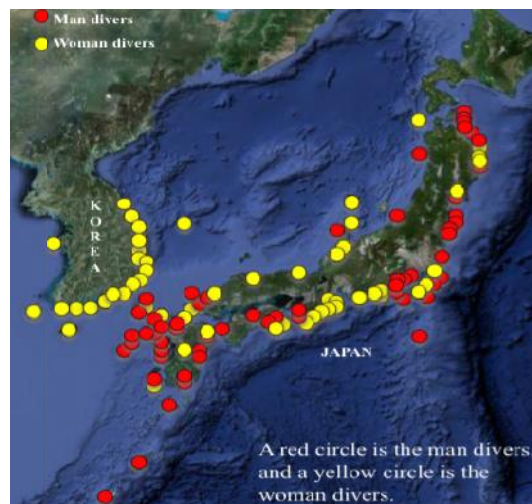 Man divers
Woman divers
KOREA
JAPAN
A red circle is the man divers
and a yellow circle is the
woman divers.